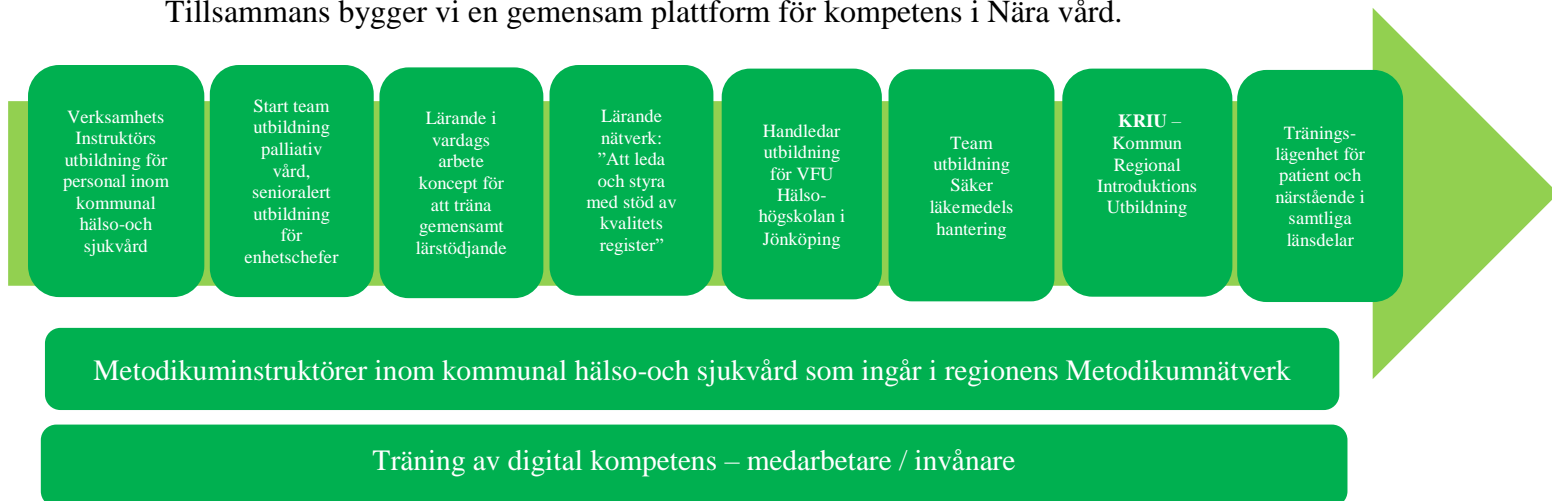 Tillsammans bygger vi en gemensam plattform för kompetens i Nära vård.
Verksamhets
Instruktörs
utbildning för
personal inom
kommunal
hälso-och
sjukvård
Start team
utbildning
palliativ
vård,
senioralert
utbildning
för
enhetschefer
Lärande i
vardags
arbete
koncept för
att träna
gemensamt
lärstödjande
Lärande
nätverk:
”Att leda
och styra
med stöd av
kvalitets
register”
Handledar
utbildning
för VFU
Hälso-
högskolan i
Jönköping
Team
utbildning
Säker
läkemedels
hantering
KRIU –
Kommun
Regional
Introduktions
Utbildning
Tränings-
lägenhet för
patient och
närstående i
samtliga
länsdelar
Metodikuminstruktörer inom kommunal hälso-och sjukvård som ingår i regionens Metodikumnätverk
Träning av digital kompetens – medarbetare / invånare